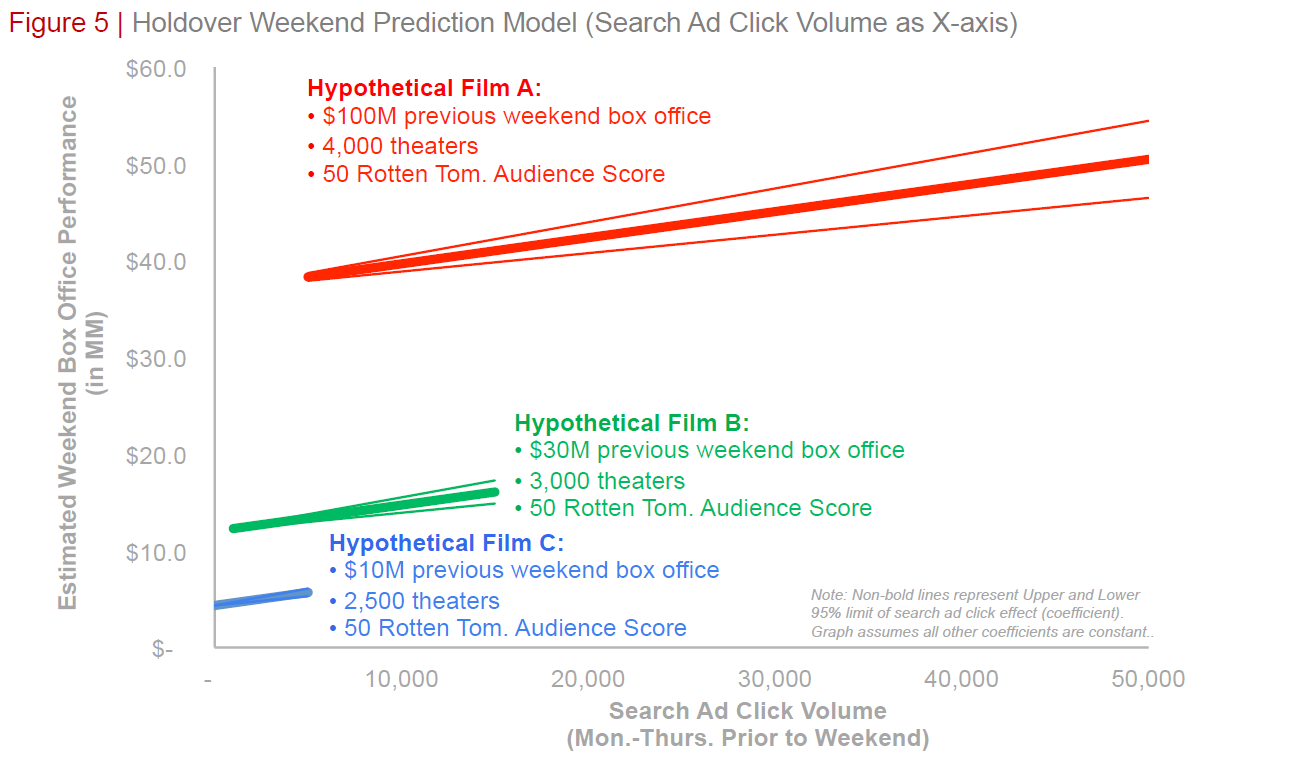 Figure 5 | Holdover Weekend Prediction Model (Search Ad Click Volume as X-axis)
Estimated Weekend Box Office Performance
(in MM)
$60.0
$50.0
$40.0
$30.0
$20.0
$10.0
$-
Hypothetical Film A:
• $100M previous weekend box office
• 4,000 theaters
• 50 Rotten Tom. Audience Score
Hypothetical Film B:
• $30M previous weekend box office
• 3,000 theaters
• 50 Rotten Tom. Audience Score
Hypothetical Film C:
• $10M previous weekend box office
• 2,500 theaters
• 50 Rotten Tom. Audience Score
Note: Non-bold lines represent Upper and Lower
95% limit of search ad click effect (coefficient).
Graph assumes all other coefficients are constant..
- 10,000 20,000 30,000 40,000 50,000
Search Ad Click Volume
(Mon.-Thurs. Prior to Weekend)